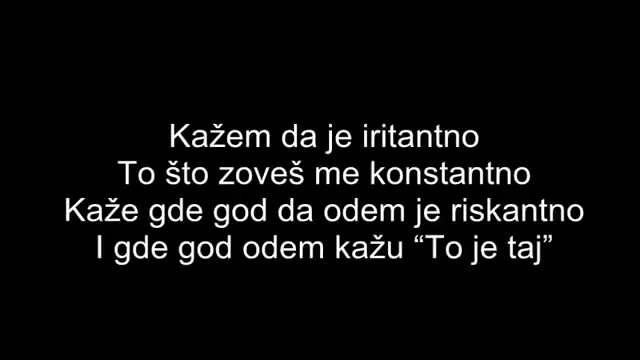 Kažem da je iritantno
To što zoveš me konstantno
Kaže gde god da odem je riskantno
I gde god odem kažu “To je taj”